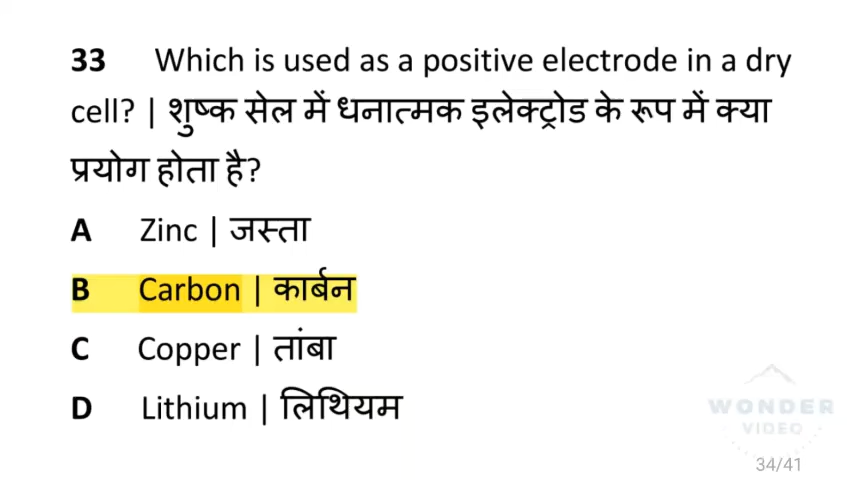 33 Which is used as a positive electrode in a dry
cell? | शुष्क सेल में धनात्मक इलेक्ट्रोड के रूप में क्या
प्रयोग होता है?
A Zinc | जस्ता
B Carbon | कार्बन
C Copper | तांबा
D Lithium | लिथियम
WONDER
VIDEO
34/41